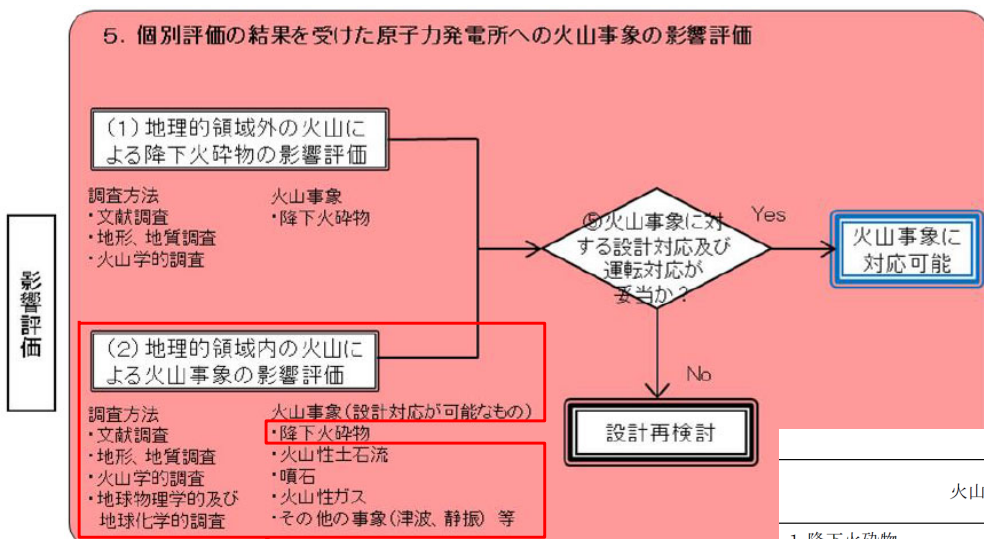 5. 個別評価の結果を受けた原子力発電所への火山事象の影響評価
影響評価
(1)地理的領域外の火山に
よる降下火砕物の影響評価
調査方法
・文献調査
・地形、地質調査
・火山学的調査
火山事象
・降下火砕物
(2)地理的領域内の火山に
よる火山事象の影響評価
調査方法
・文献調査
・地形、地質調査
・火山学的調査
・地球物理学的及び
地球化学的調査
火山事象(設計対応が可能なもの)
・降下火砕物
・火山性土石流
・噴石
・火山性ガス
・その他の事象(津波、静振) 等
⑤火山事象に対
する設計対応及び
運転対応が
妥当か?
Yes
火山事象に
対応可能
No
設計再検討
火山
1.降下火砕物